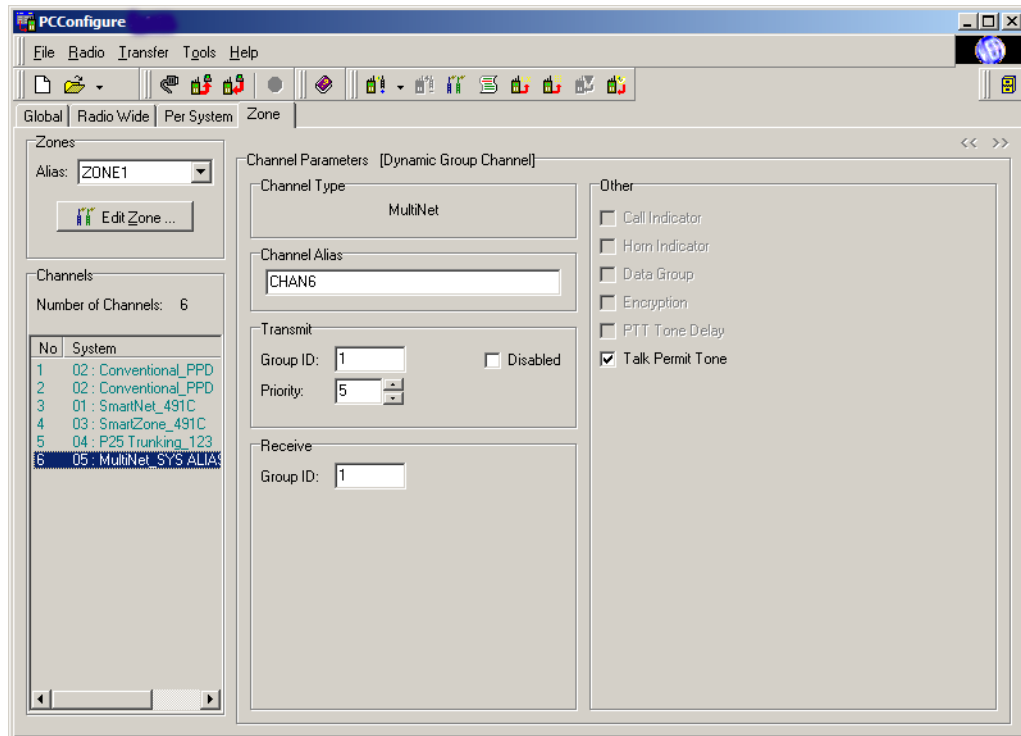 PCConfigure
File Radio Transfer Tools Help
Global Radio Wide Per System Zone
Zones
Alias: ZONE1
Edit Zone ...
Channels
Number of Channels: 6
No System
1 02 : Conventional_PPD
2 02 : Conventional_PPD
3 01 : SmartNet_491C
4 03 : SmartZone_491C
5 04 : P25 Trunking_123
6 05 : MultiNet_SYS ALIAS
<< >>
Channel Parameters [Dynamic Group Channel]
Channel Type
MultiNet
Channel Alias
CHAN6
Transmit
Group ID: 1 Disabled
Priority: 5
Receive
Group ID: 1
Other
Call Indicator
Horn Indicator
Data Group
Encryption
PTT Tone Delay
Talk Permit Tone